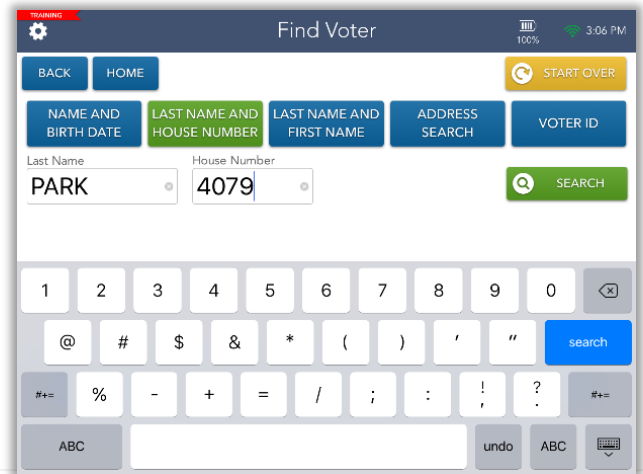 TRAINING
Find Voter
100%
3:06 PM
BACK
HOME
START OVER
NAME AND
BIRTH DATE
LAST NAME AND
HOUSE NUMBER
LAST NAME AND
FIRST NAME
ADDRESS
SEARCH
VOTER ID
Last Name
House Number
PARK
4079
SEARCH
1 2 3 4 5 6 7 8 9 0
@ # $ & * ( ) ' " search
#+= % - + = / ; : ! , ? . #+=
ABC undo ABC